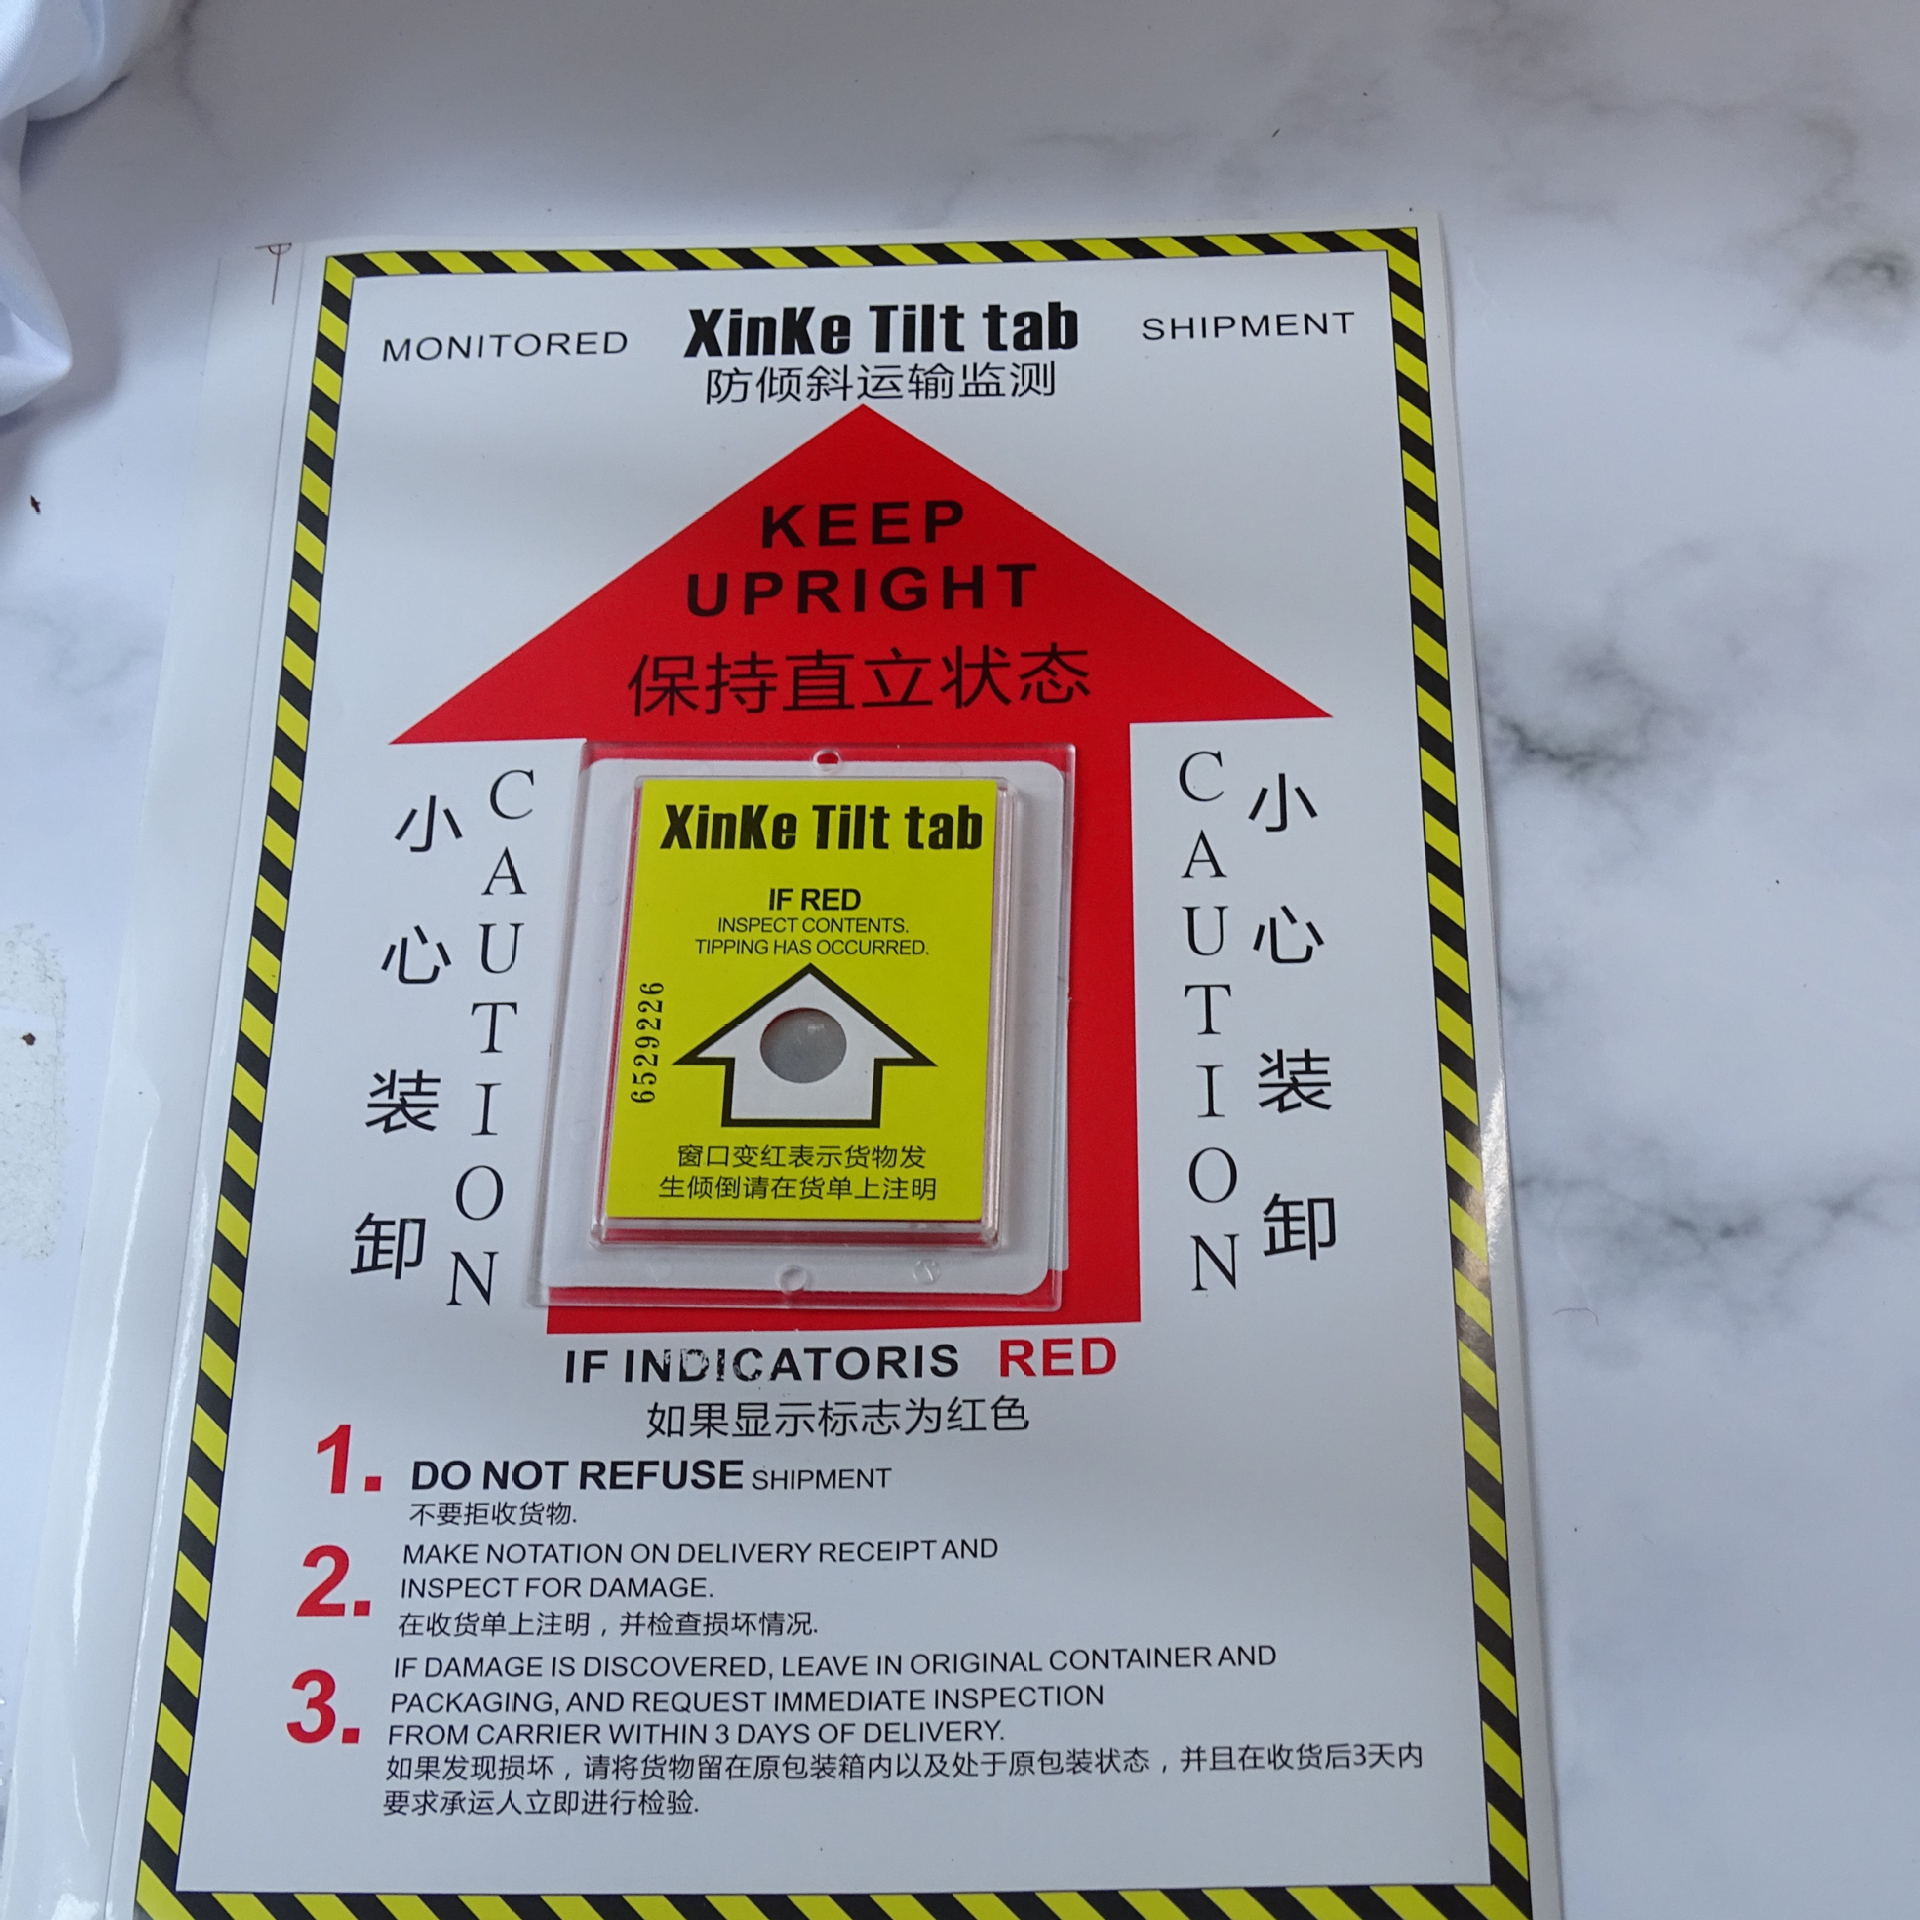 MONITORED XinKe Tilt tab SHIPMENT
防倾斜运输监测
KEEP
UPRIGHT
保持直立状态
小心装卸
CAUTION
XinKe Tilt tab
IF RED
INSPECT CONTENTS.
TIPPING HAS OCCURRED.
6529226
窗口变红表示货物发
生倾倒请在货单上注明
CAUTION
小心装卸
IF INDICATORIS RED
如果显示标志为红色
1. DO NOT REFUSE SHIPMENT
不要拒收货物.
2. MAKE NOTATION ON DELIVERY RECEIPT AND
INSPECT FOR DAMAGE.
在收货单上注明，并检查损坏情况.
3. IF DAMAGE IS DISCOVERED, LEAVE IN ORIGINAL CONTAINER AND
PACKAGING, AND REQUEST IMMEDIATE INSPECTION
FROM CARRIER WITHIN 3 DAYS OF DELIVERY.
如果发现损坏，请将货物留在原包装箱内以及处于原包装状态，并且在收货后3天内
要求承运人立即进行检验.